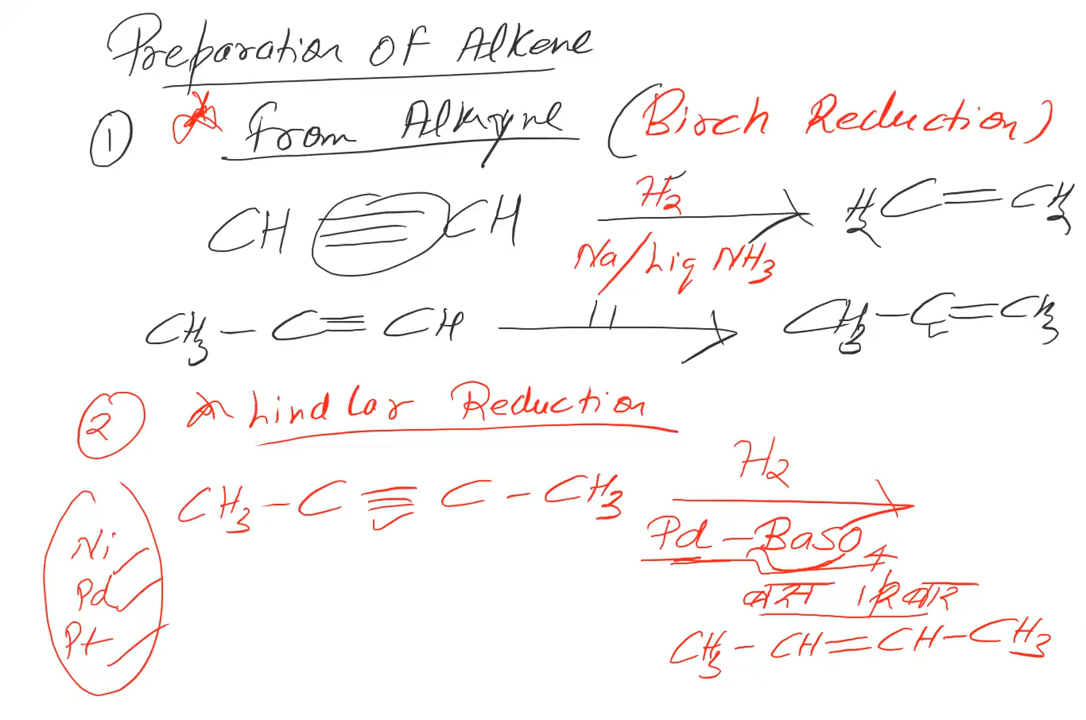 Preparation of Alkene
① From Alkyne (Birch Reduction)
CH≡CH H2 Na/Liq NH3 H2C=CH2
CH3-C≡CH CH3-C=CH3
② Lindlar Reduction
CH3-C≡C-CH3 H2
Pd-BaSO4
Ni
Pd
Pt
CH3-CH=CH-CH3